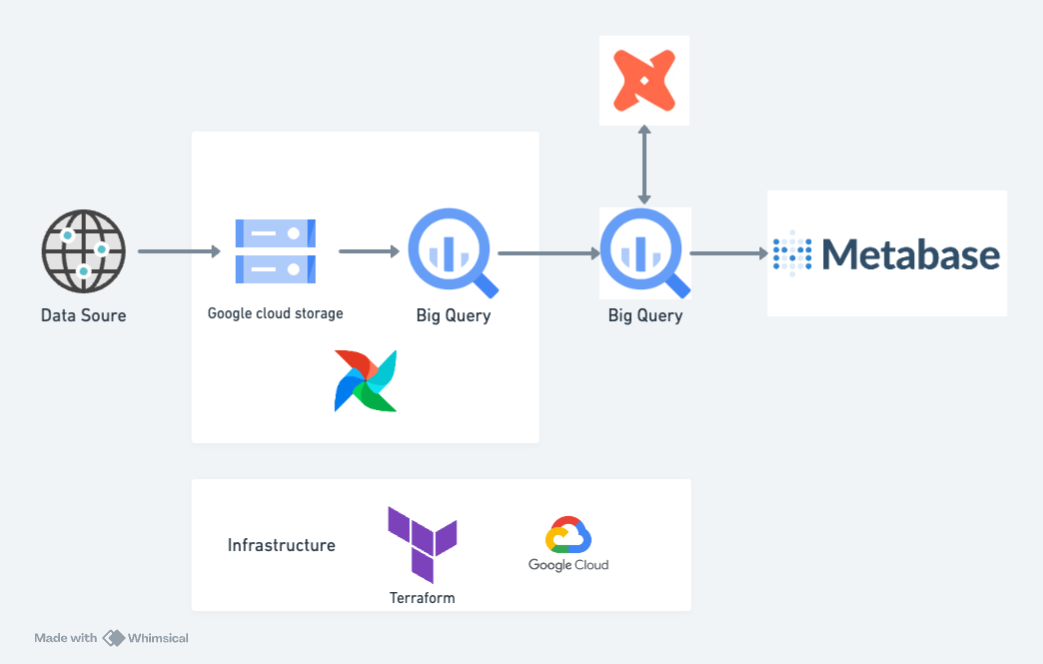 Data Soure
Google cloud storage
Big Query
Big Query
Metabase
Infrastructure
Terraform
Google Cloud
Made with Whimsical